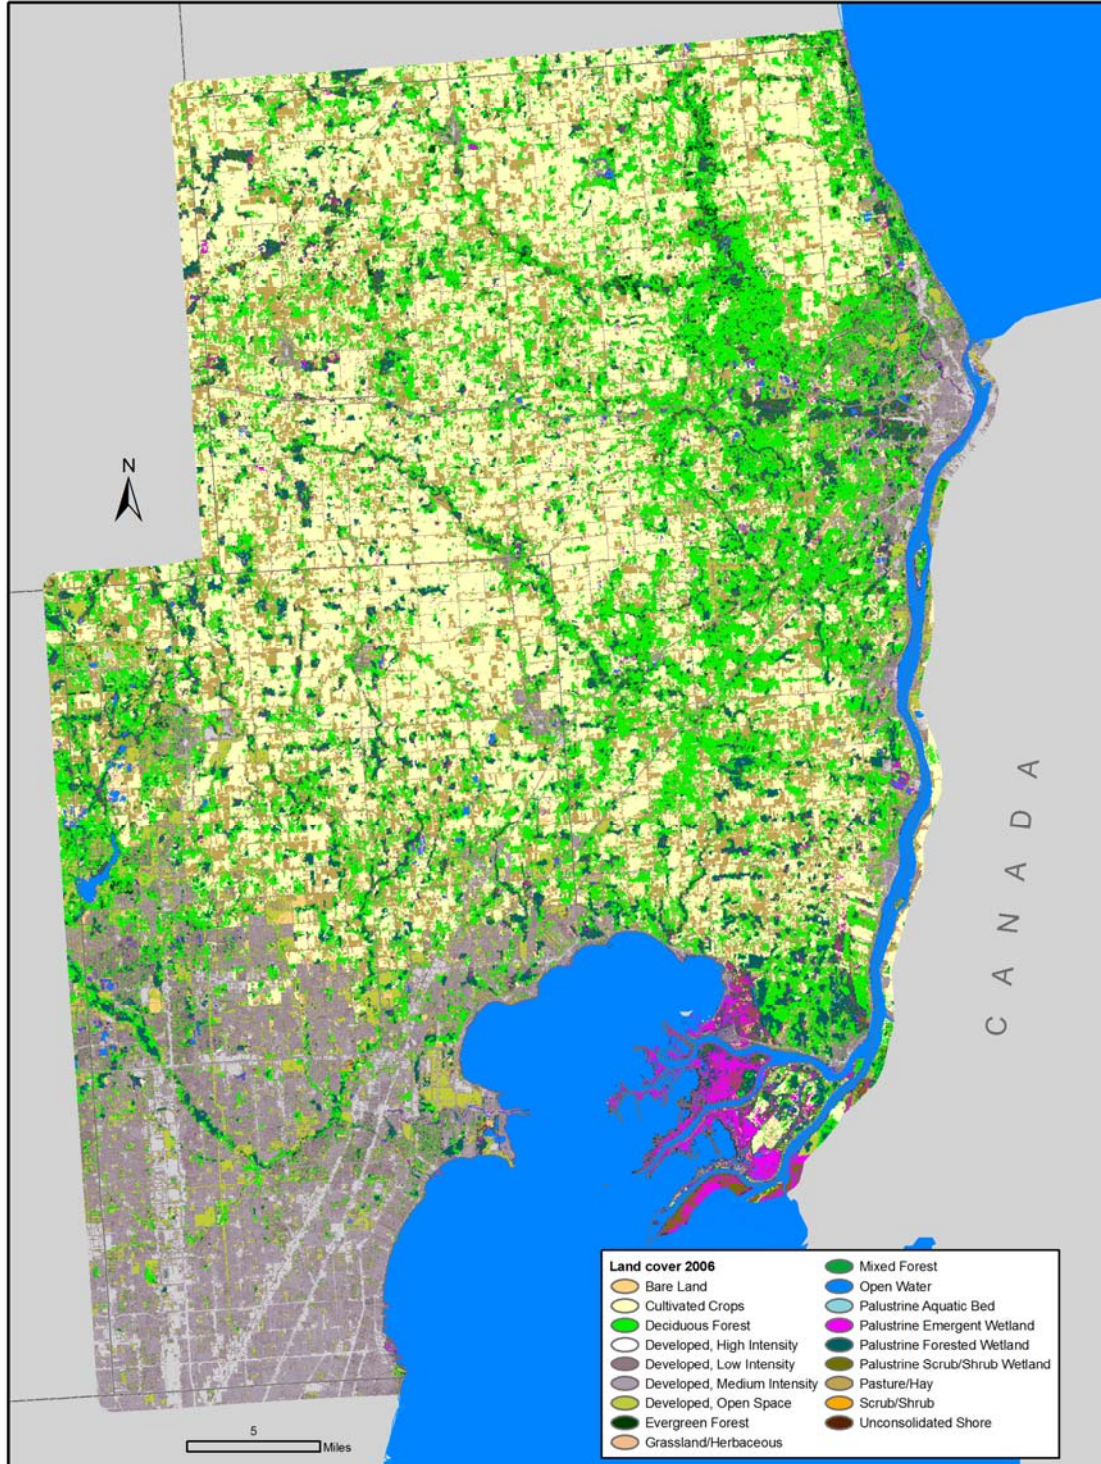 N
CANADA
Land cover 2006
Bare Land
Cultivated Crops
Deciduous Forest
Developed, High Intensity
Developed, Low Intensity
Developed, Medium Intensity
Developed, Open Space
Evergreen Forest
Grassland/Herbaceous
Mixed Forest
Open Water
Palustrine Aquatic Bed
Palustrine Emergent Wetland
Palustrine Forested Wetland
Palustrine Scrub/Shrub Wetland
Pasture/Hay
Scrub/Shrub
Unconsolidated Shore
5
Miles